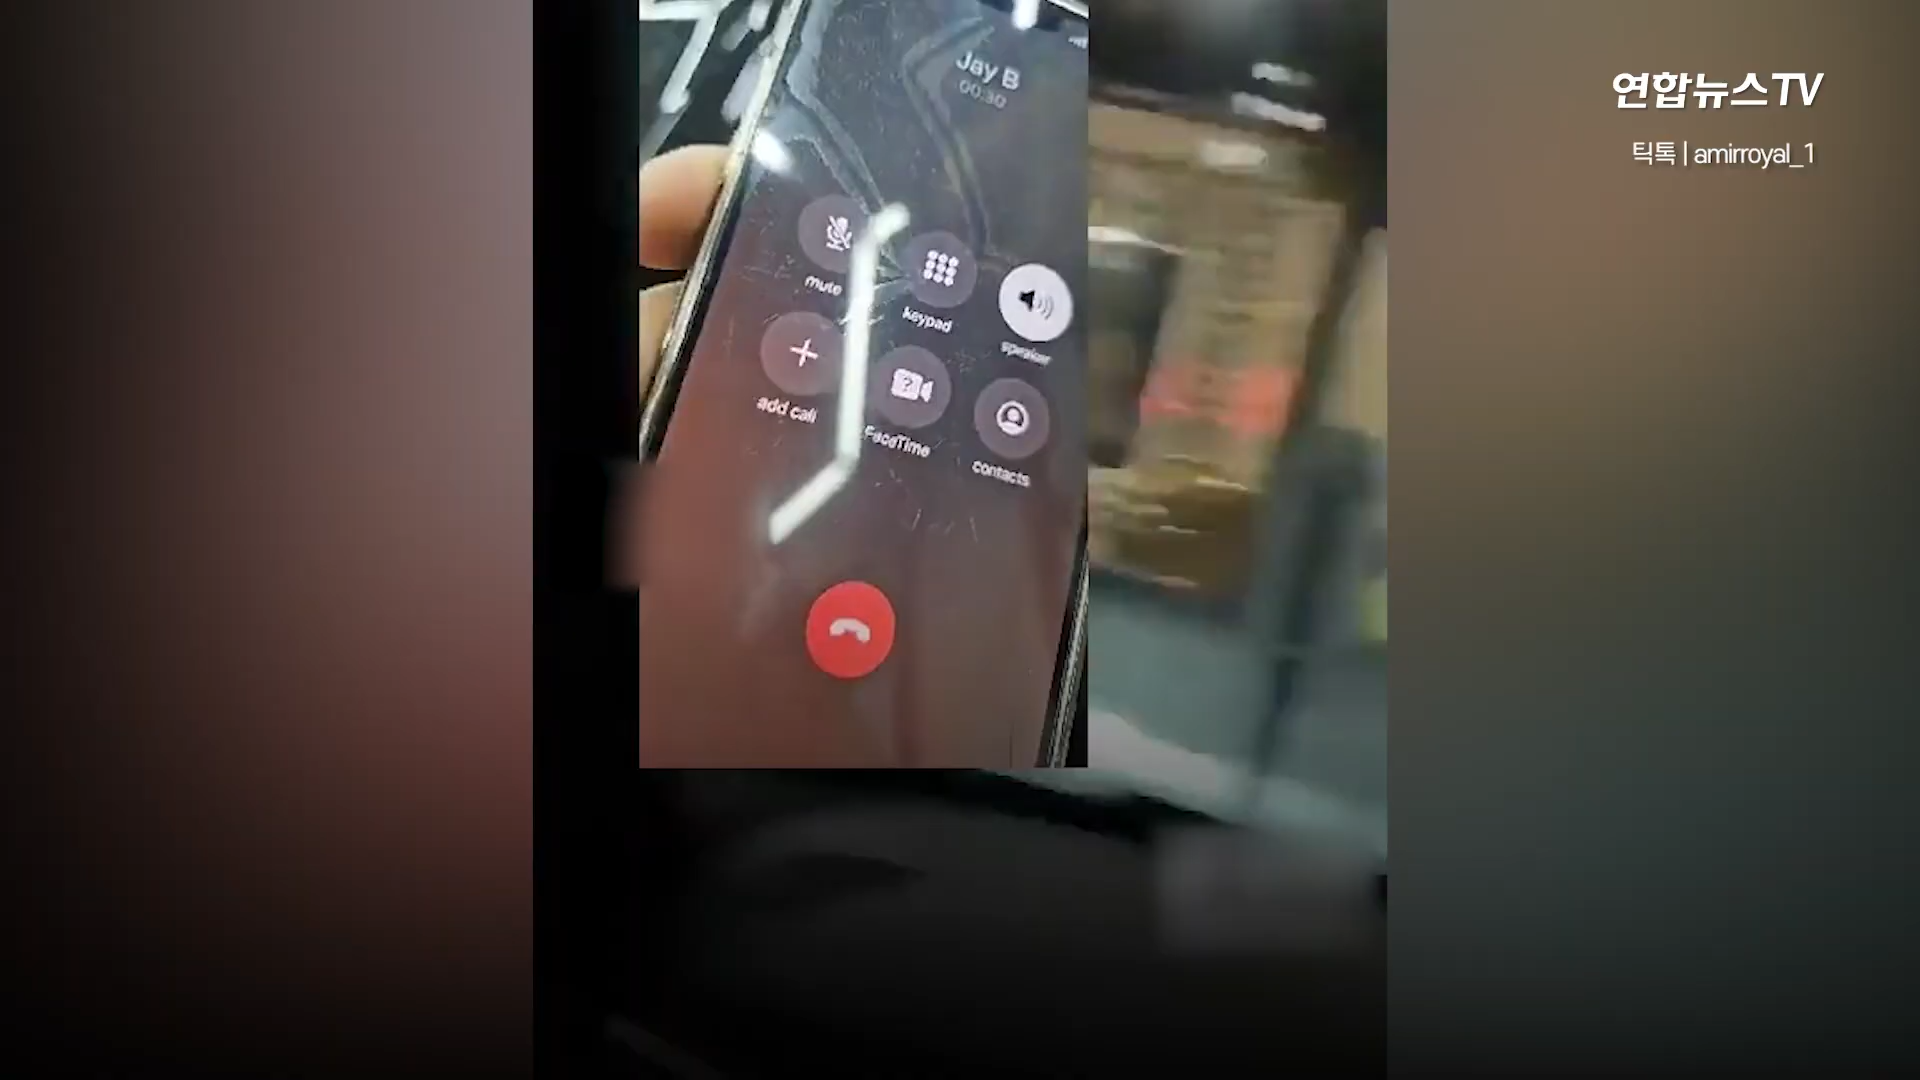 연합뉴스TV
틱톡 | amirroyal_1
Jay B
00:30
mute
keypad
speaker
add call
FaceTime
contacts